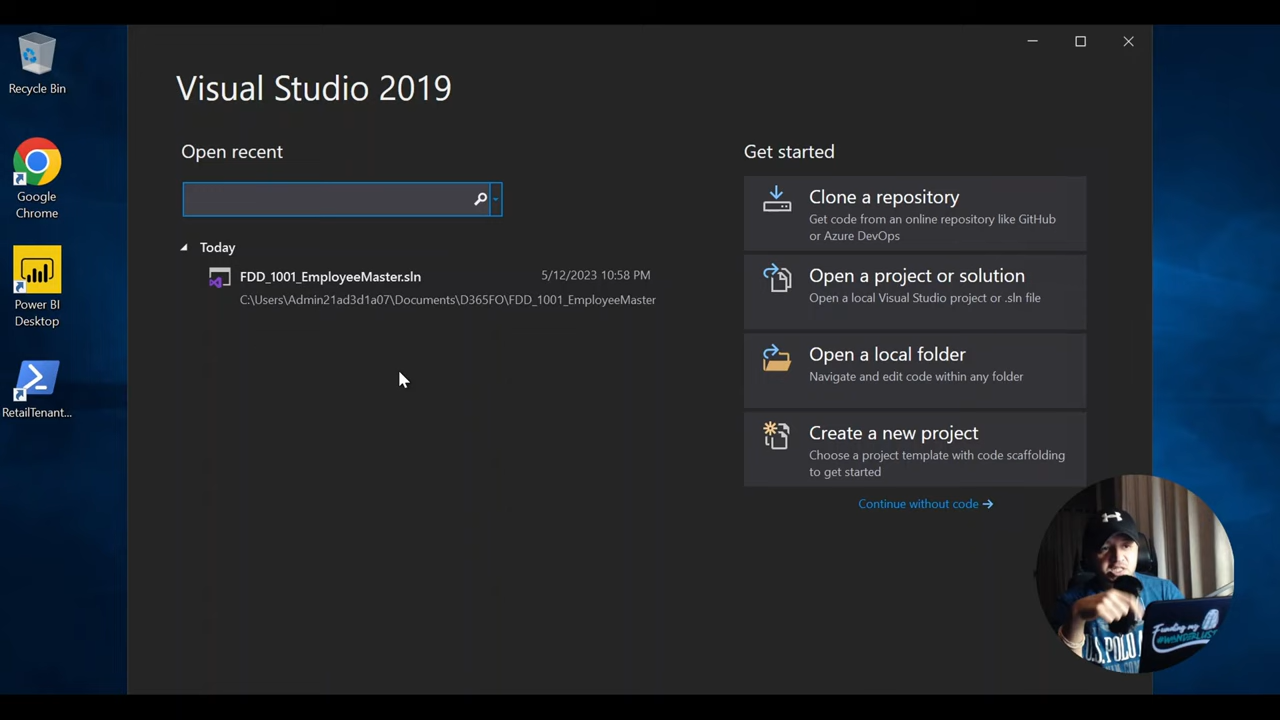 Recycle Bin
Google
Chrome
Power BI
Desktop
RetailTenant...
Visual Studio 2019
Open recent
Today
FDD_1001_EmployeeMaster.sln
5/12/2023 10:58 PM
C:\Users\Admin21ad3d1a07\Documents\D365FO\FDD_1001_EmployeeMaster
Get started
Clone a repository
Get code from an online repository like GitHub
or Azure DevOps
Open a project or solution
Open a local Visual Studio project or .sln file
Open a local folder
Navigate and edit code within any folder
Create a new project
Choose a project template with code scaffolding
to get started
Continue without code →
Funding my
#WANDERLUST
U.S. POLO A